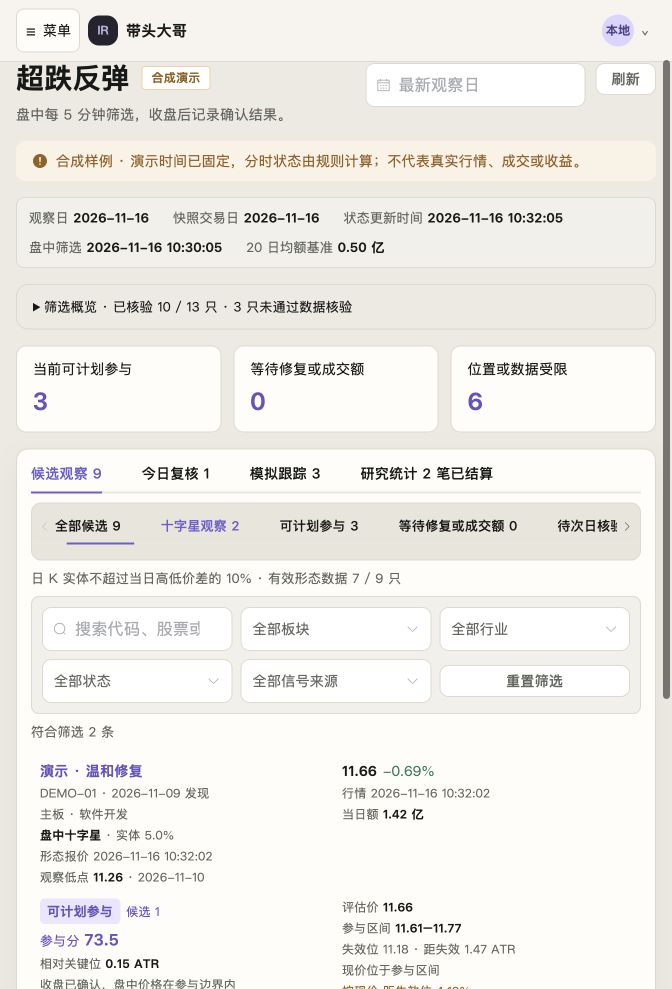 菜单 IR 带头大哥 本地
超跌反弹 合成演示 最新观察日 刷新
盘中每 5 分钟筛选，收盘后记录确认结果。
合成样例 · 演示时间已固定，分时状态由规则计算；不代表真实行情、成交或收益。
观察日 2026-11-16 快照交易日 2026-11-16 状态更新时间 2026-11-16 10:32:05
盘中筛选 2026-11-16 10:30:05 20 日均额基准 0.50 亿
筛选概览 · 已核验 10 / 13 只 · 3 只未通过数据核验
当前可计划参与 等待修复或成交额 位置或数据受限
3 0 6
候选观察 9 今日复核 1 模拟跟踪 3 研究统计 2 笔已结算
全部候选 9 十字星观察 2 可计划参与 3 等待修复或成交额 0 待次日核
日 K 实体不超过当日高低价差的 10% · 有效形态数据 7 / 9 只
搜索代码、股票 全部板块 全部行业
全部状态 全部信号来源 重置筛选
符合筛选 2 条
演示 · 温和修复 11.66 -0.69%
DEMO-01 · 2026-11-09 发现 行情 2026-11-16 10:32:02
主板 · 软件开发 当日额 1.42 亿
盘中十字星 · 实体 5.0%
形态报价 2026-11-16 10:32:02
观察低点 11.26 · 2026-11-10
可计划参与 候选 1 评估价 11.66
参与分 73.5 参与区间 11.61—11.77
相对关键位 0.15 ATR 失效位 11.18 · 距失效 1.47 ATR
收盘已确认，盘中价格在参与边界内 现价位于参与区间